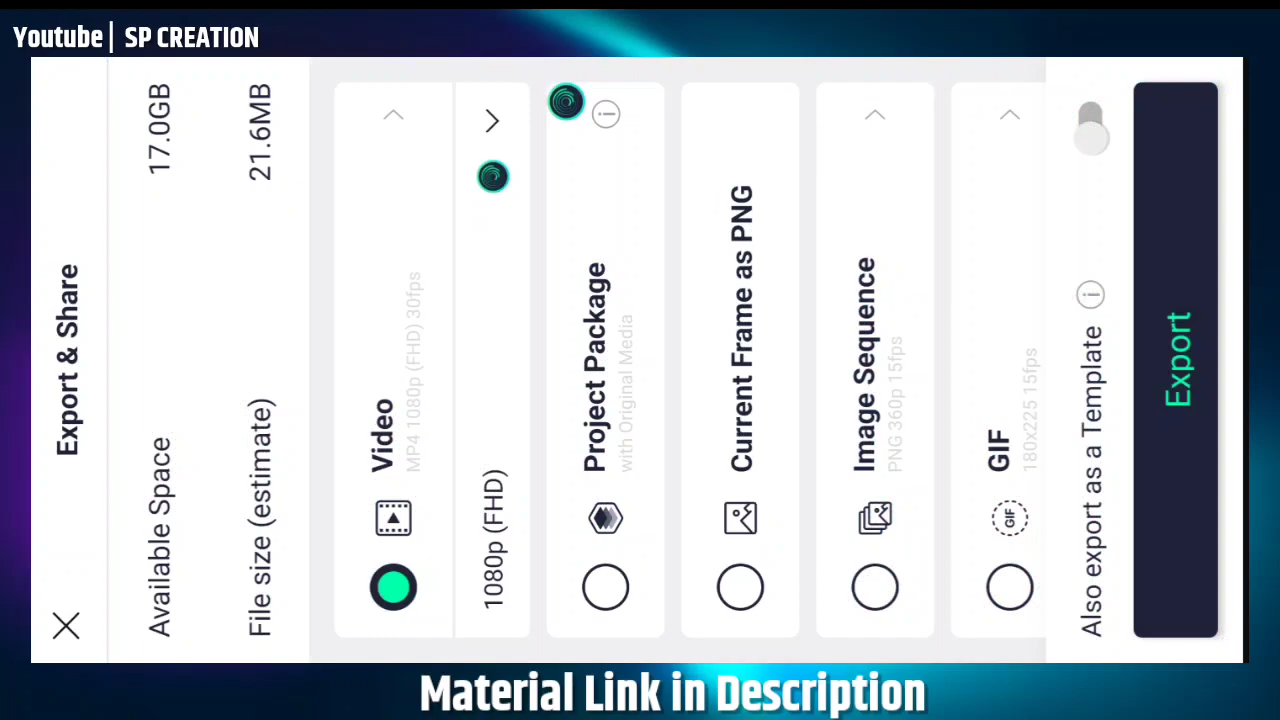 Youtube | SP CREATION
Export & Share
Available Space 17.0GB
File size (estimate) 21.6MB
Video
MP4 1080p (FHD) 30fps
1080p (FHD)
Project Package
with Original Media
Current Frame as PNG
Image Sequence
PNG 360p 15fps
GIF
GIF
180x225 15fps
Also export as a Template
Export
Material Link in Description